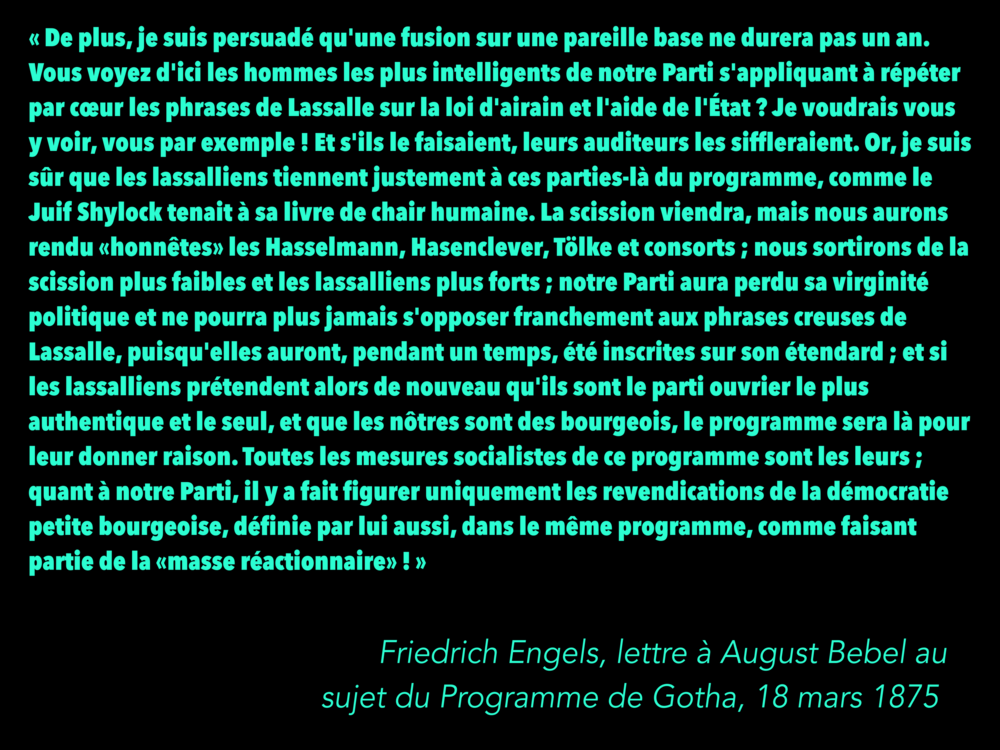 « De plus, je suis persuadé qu'une fusion sur une pareille base ne durera pas un an.
Vous voyez d'ici les hommes les plus intelligents de notre Parti s'appliquant à répéter
par cœur les phrases de Lassalle sur la loi d'airain et l'aide de l'État ? Je voudrais vous
y voir, vous par exemple ! Et s'ils le faisaient, leurs auditeurs les siffleraient. Or, je suis
sûr que les lassalliens tiennent justement à ces parties-là du programme, comme le
Juif Shylock tenait à sa livre de chair humaine. La scission viendra, mais nous aurons
rendu «honnêtes» les Hasselmann, Hasenclever, Tölke et consorts ; nous sortirons de la
scission plus faibles et les lassalliens plus forts ; notre Parti aura perdu sa virginité
politique et ne pourra plus jamais s'opposer franchement aux phrases creuses de
Lassalle, puisqu'elles auront, pendant un temps, été inscrites sur son étendard ; et si
les lassalliens prétendent alors de nouveau qu'ils sont le parti ouvrier le plus
authentique et le seul, et que les nôtres sont des bourgeois, le programme sera là pour
leur donner raison. Toutes les mesures socialistes de ce programme sont les leurs ;
quant à notre Parti, il y a fait figurer uniquement les revendications de la démocratie
petite bourgeoise, définie par lui aussi, dans le même programme, comme faisant
partie de la «masse réactionnaire» ! »
Friedrich Engels, lettre à August Bebel au
sujet du Programme de Gotha, 18 mars 1875